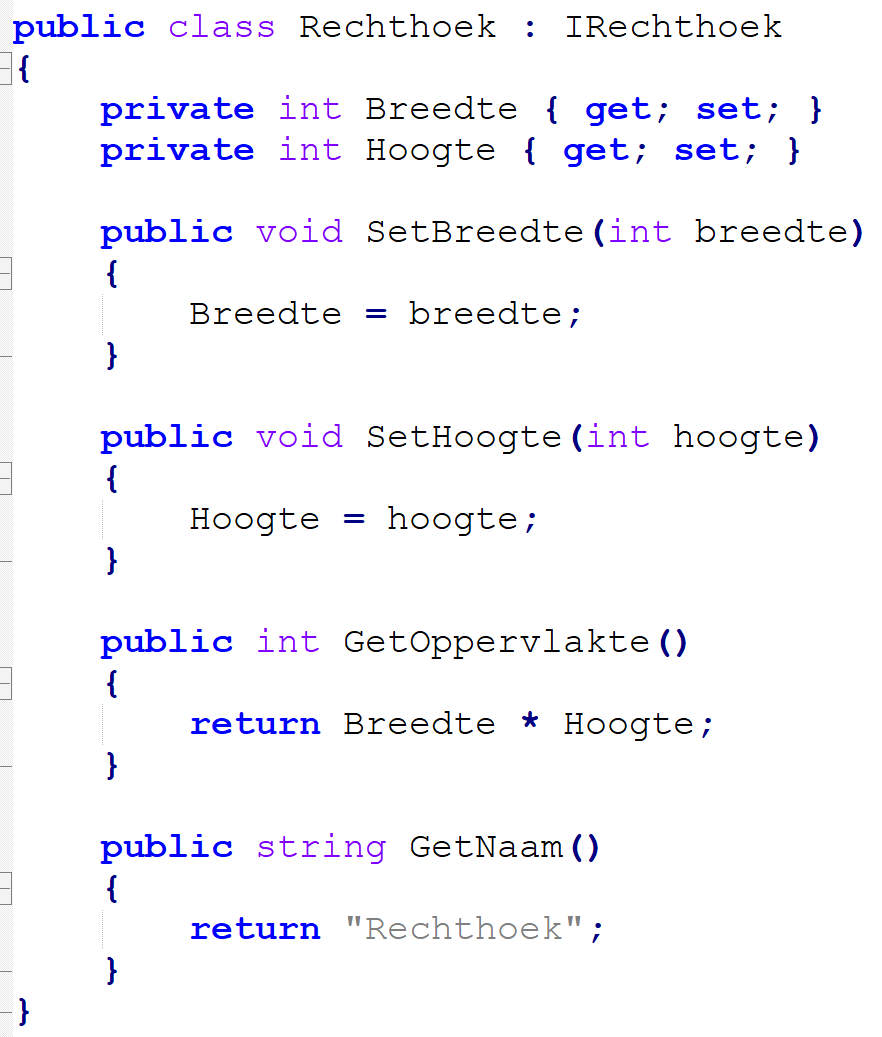 public class Rechthoek : IRechthoek
{
    private int Breedte { get; set; }
    private int Hoogte { get; set; }

    public void SetBreedte(int breedte)
    {
        Breedte = breedte;
    }

    public void SetHoogte(int hoogte)
    {
        Hoogte = hoogte;
    }

    public int GetOppervlakte()
    {
        return Breedte * Hoogte;
    }

    public string GetNaam()
    {
        return "Rechthoek";
    }
}